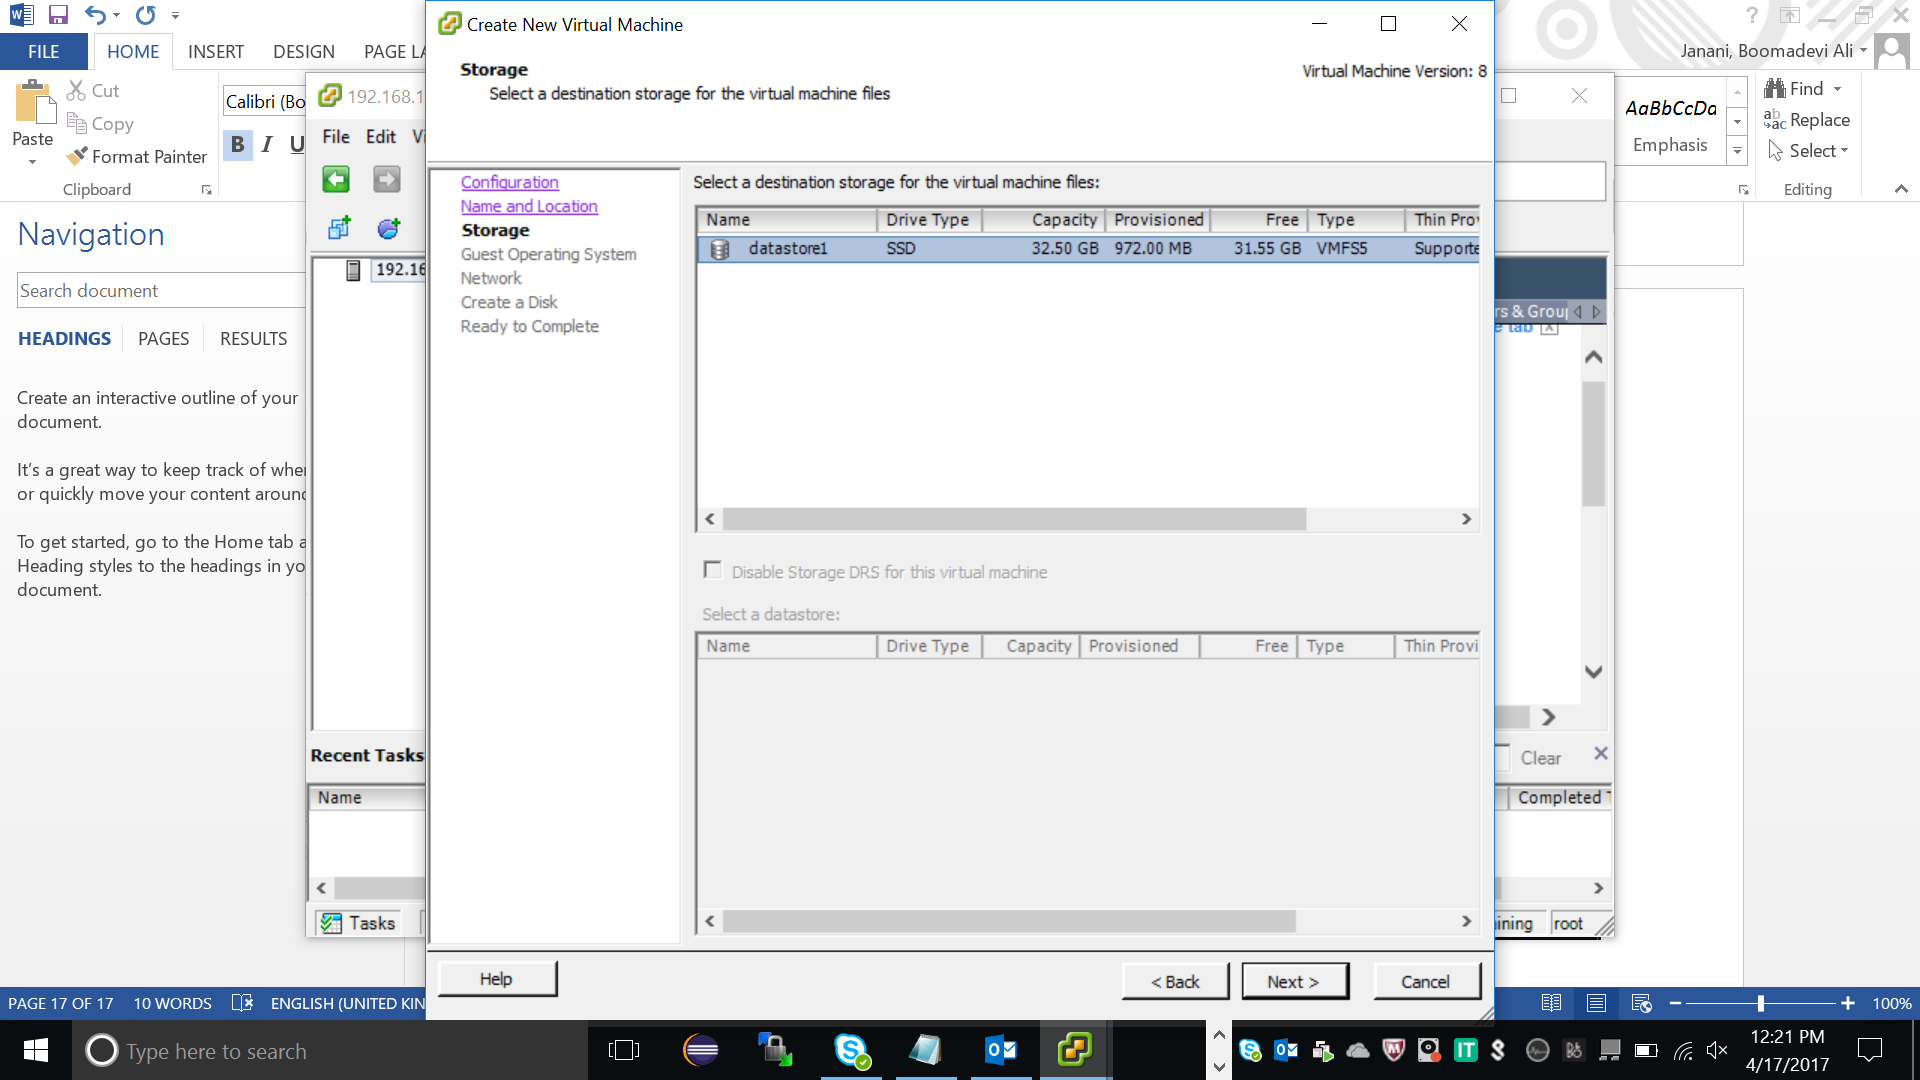 Create New Virtual Machine
Storage
Select a destination storage for the virtual machine files
Virtual Machine Version: 8
Configuration
Name and Location
Storage
Guest Operating System
Network
Create a Disk
Ready to Complete
Select a destination storage for the virtual machine files:
Name Drive Type Capacity Provisioned Free Type Thin Prov
datastore1 SSD 32.50 GB 972.00 MB 31.55 GB VMFS5 Supporte
Disable Storage DRS for this virtual machine
Select a datastore:
Name Drive Type Capacity Provisioned Free Type Thin Provi
Help
< Back
Next >
Cancel
FILE HOME INSERT DESIGN PAGE LA
Janani, Boomadevi Ali
Paste
Cut
Copy
Format Painter
Clipboard
Calibri (Bo
B I U
AaBbCcDa
Emphasis
Find
Replace
Select
Editing
Navigation
Search document
HEADINGS PAGES RESULTS
Create an interactive outline of your
document.
It's a great way to keep track of whe
or quickly move your content around
To get started, go to the Home tab a
Heading styles to the headings in yo
document.
192.168.1
File Edit Vi
192.16
rs & Group
e tab
Recent Tasks
Name
Clear
Completed T
Tasks
ining
root
PAGE 17 OF 17 10 WORDS ENGLISH (UNITED KIN
100%
Type here to search
12:21 PM
4/17/2017